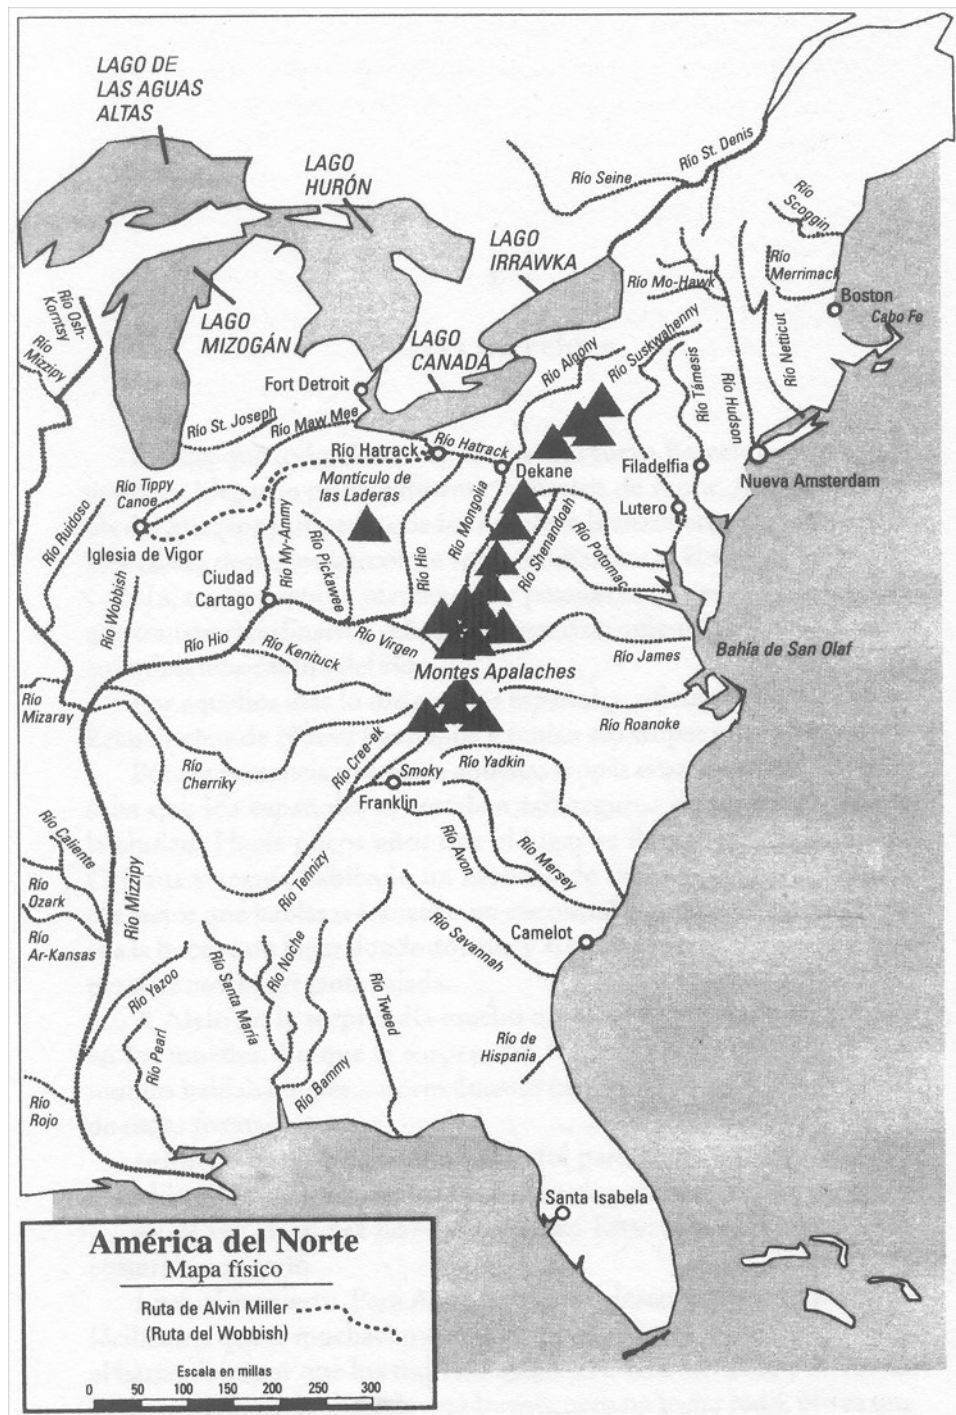 LAGO DE
LAS AGUAS
ALTAS
LAGO
HURÓN
Río St. Denis
Río Seine
Río
Scoggin
LAGO
IRRAWKA
Río
Merrimack
Río Mo-Hawk
Boston
Cabo Fe
Río Osh-
Korntsy
Río
Mizzipy
LAGO
MIZOGÁN
LAGO
CANADÁ
Río Algony
Río Suskwahenny
Río Támesis
Río Hudson
Río Netticut
Fort Detroit
Río St. Joseph
Río Maw Mee
Río Hatrack
Río Hatrack
Dekane
Filadelfia
Nueva Amsterdam
Río Tippy
Canoe
Montículo de
las Laderas
Lutero
Río Ruidoso
Iglesia de Vigor
Río My-Ammy
Río Pickawee
Río Hio
Río Mongolia
Río Shenandoah
Río Potomac
Río Wobbish
Ciudad
Cartago
Río Hio
Río Kenituck
Río Virgen
Río James
Bahía de San Olaf
Montes Apalaches
Río
Mizaray
Río Roanoke
Río
Cherriky
Río Cree-ek
Smoky
Franklin
Río Yadkin
Río Avon
Río Mersey
Río Caliente
Río
Ozark
Río
Ar-Kansas
Río Mizzipy
Río Tennizy
Camelot
Río Savannah
Río Yazoo
Río Santa María
Río Noche
Río Tweed
Río Pearl
Río Bammy
Río de
Hispania
Río
Rojo
Santa Isabela
América del Norte
Mapa físico
Ruta de Alvin Miller
(Ruta del Wobbish)
Escala en millas
0 50 100 150 200 250 300